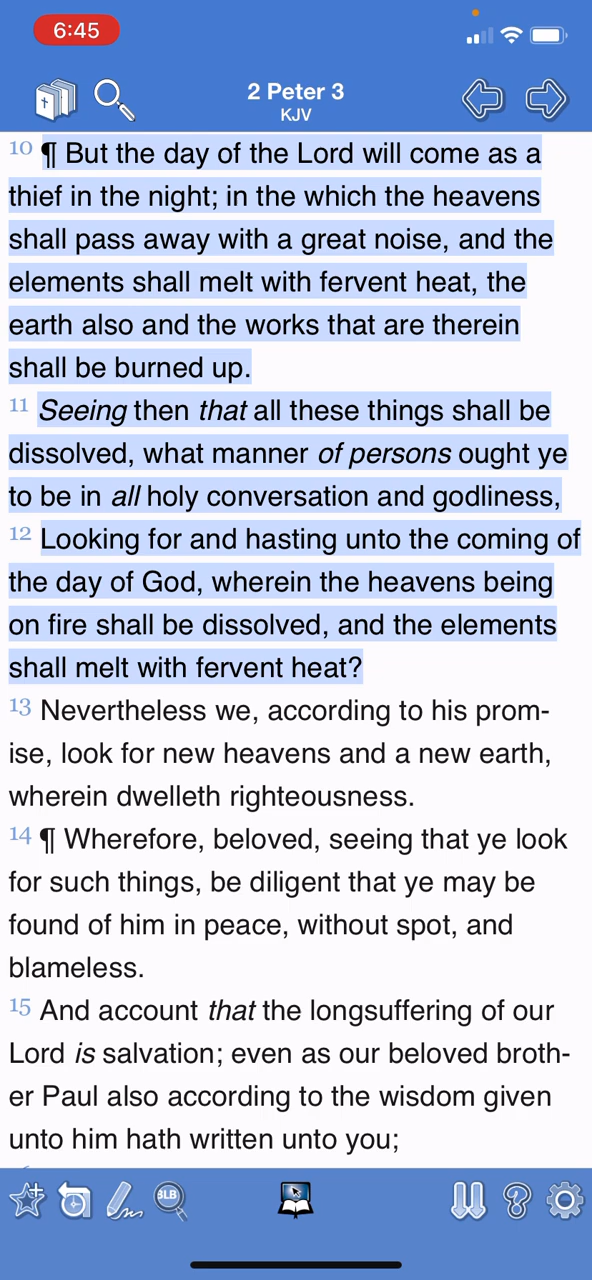 6:45
2 Peter 3
KJV
10 ¶ But the day of the Lord will come as a
thief in the night; in the which the heavens
shall pass away with a great noise, and the
elements shall melt with fervent heat, the
earth also and the works that are therein
shall be burned up.
11 Seeing then that all these things shall be
dissolved, what manner of persons ought ye
to be in all holy conversation and godliness,
12 Looking for and hasting unto the coming of
the day of God, wherein the heavens being
on fire shall be dissolved, and the elements
shall melt with fervent heat?
13 Nevertheless we, according to his prom-
ise, look for new heavens and a new earth,
wherein dwelleth righteousness.
14 ¶ Wherefore, beloved, seeing that ye look
for such things, be diligent that ye may be
found of him in peace, without spot, and
blameless.
15 And account that the longsuffering of our
Lord is salvation; even as our beloved broth-
er Paul also according to the wisdom given
unto him hath written unto you;
BLB